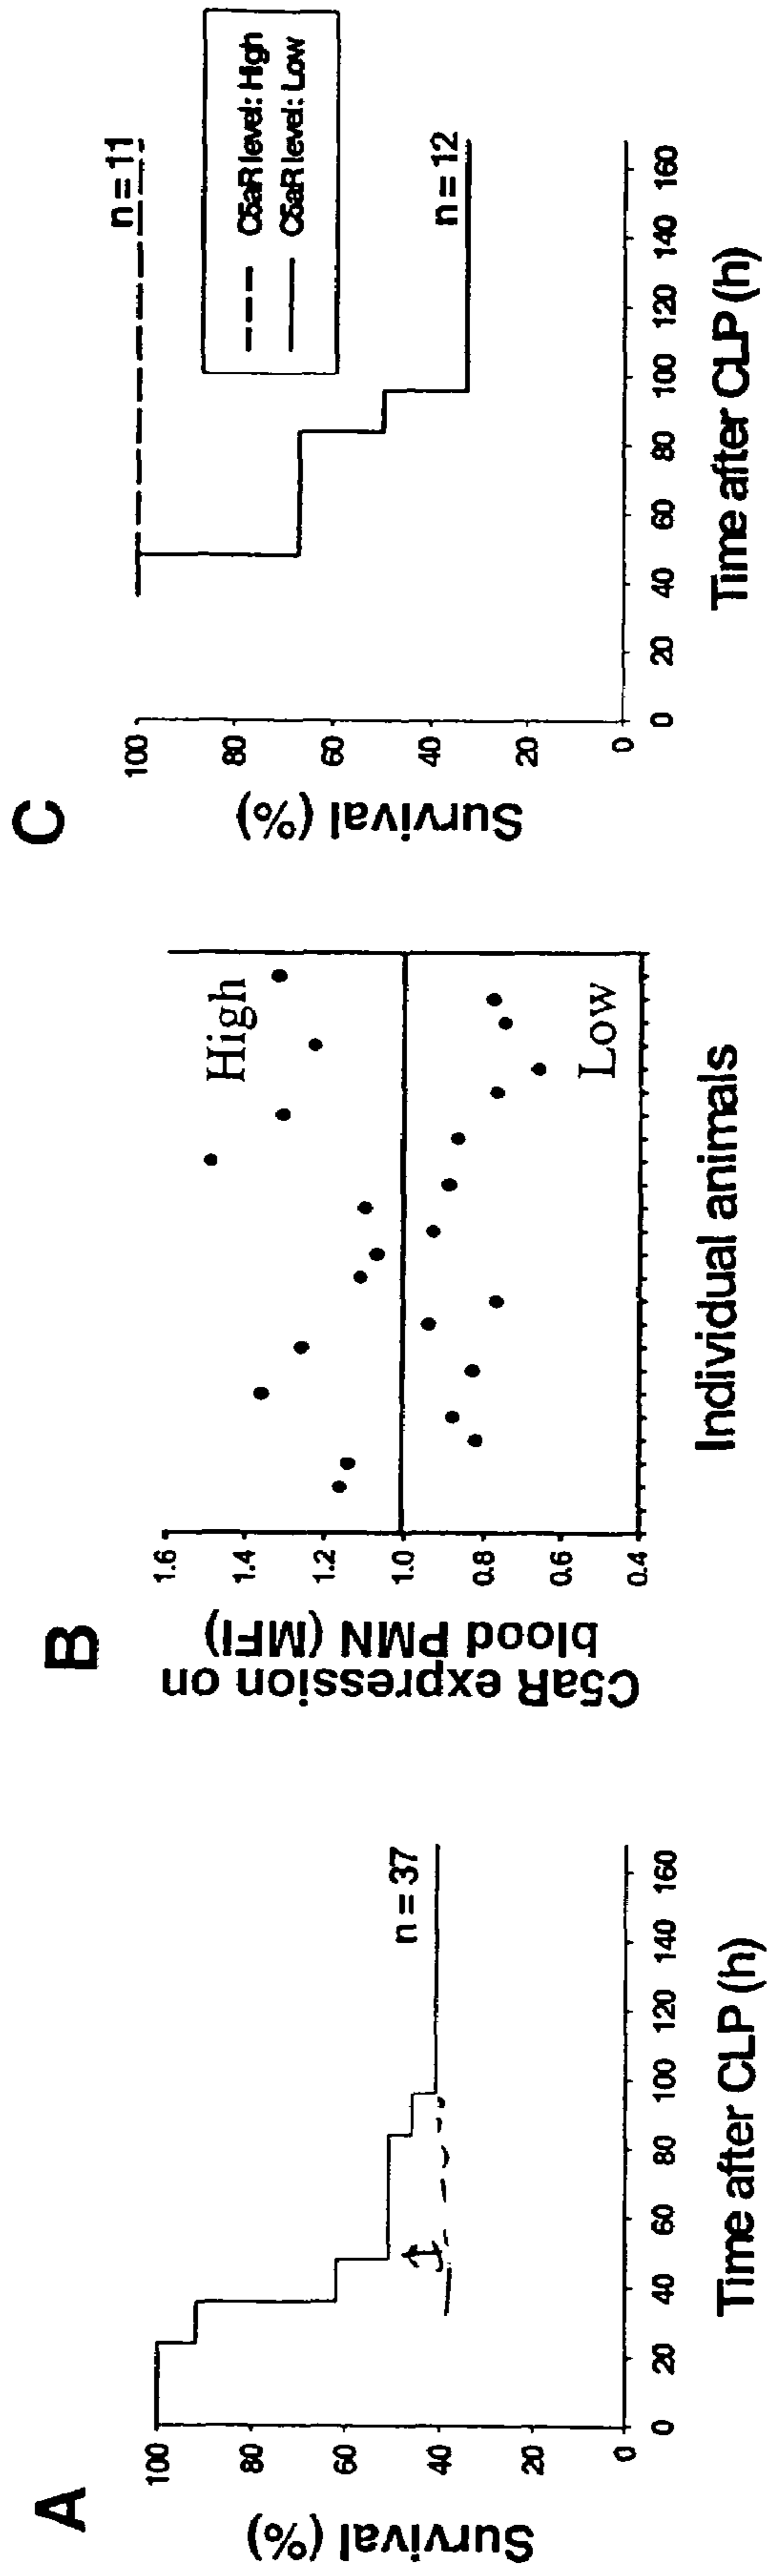 A
Survival (%)
100
80
60
40
20
0
n = 37
0 20 40 60 80 100 120 140 160
Time after CLP (h)
B
C5aR expression on
blood PMN (MFI)
1.6
1.4
1.2
1.0
0.8
0.6
0.4
High
Low
Individual animals
C
Survival (%)
100
80
60
40
20
0
n = 11
C5aR level: High
C5aR level: Low
n = 12
0 20 40 60 80 100 120 140 160
Time after CLP (h)